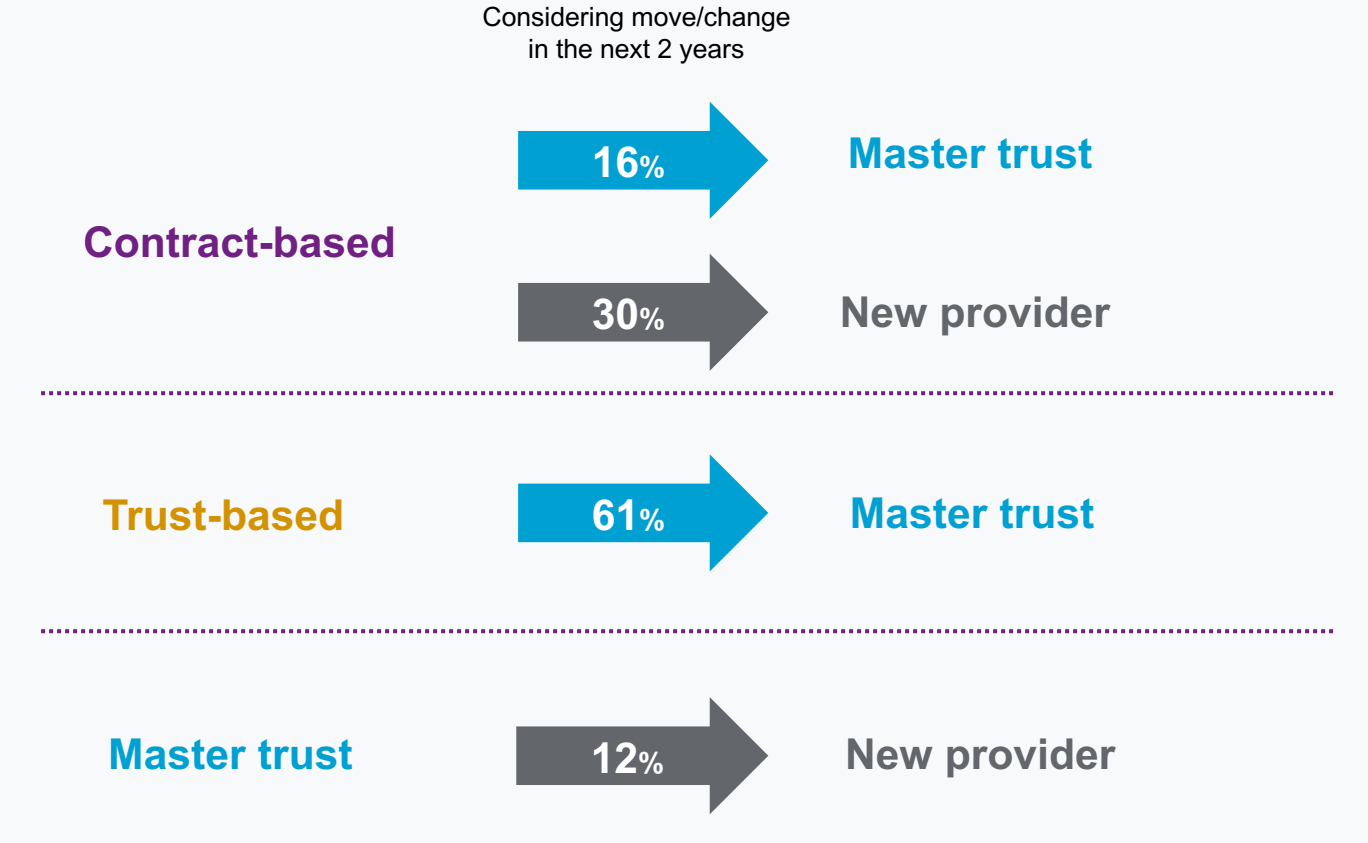 Considering move/change
in the next 2 years
16%
Master trust
Contract-based
30%
New provider
Trust-based
61%
Master trust
Master trust
12%
New provider